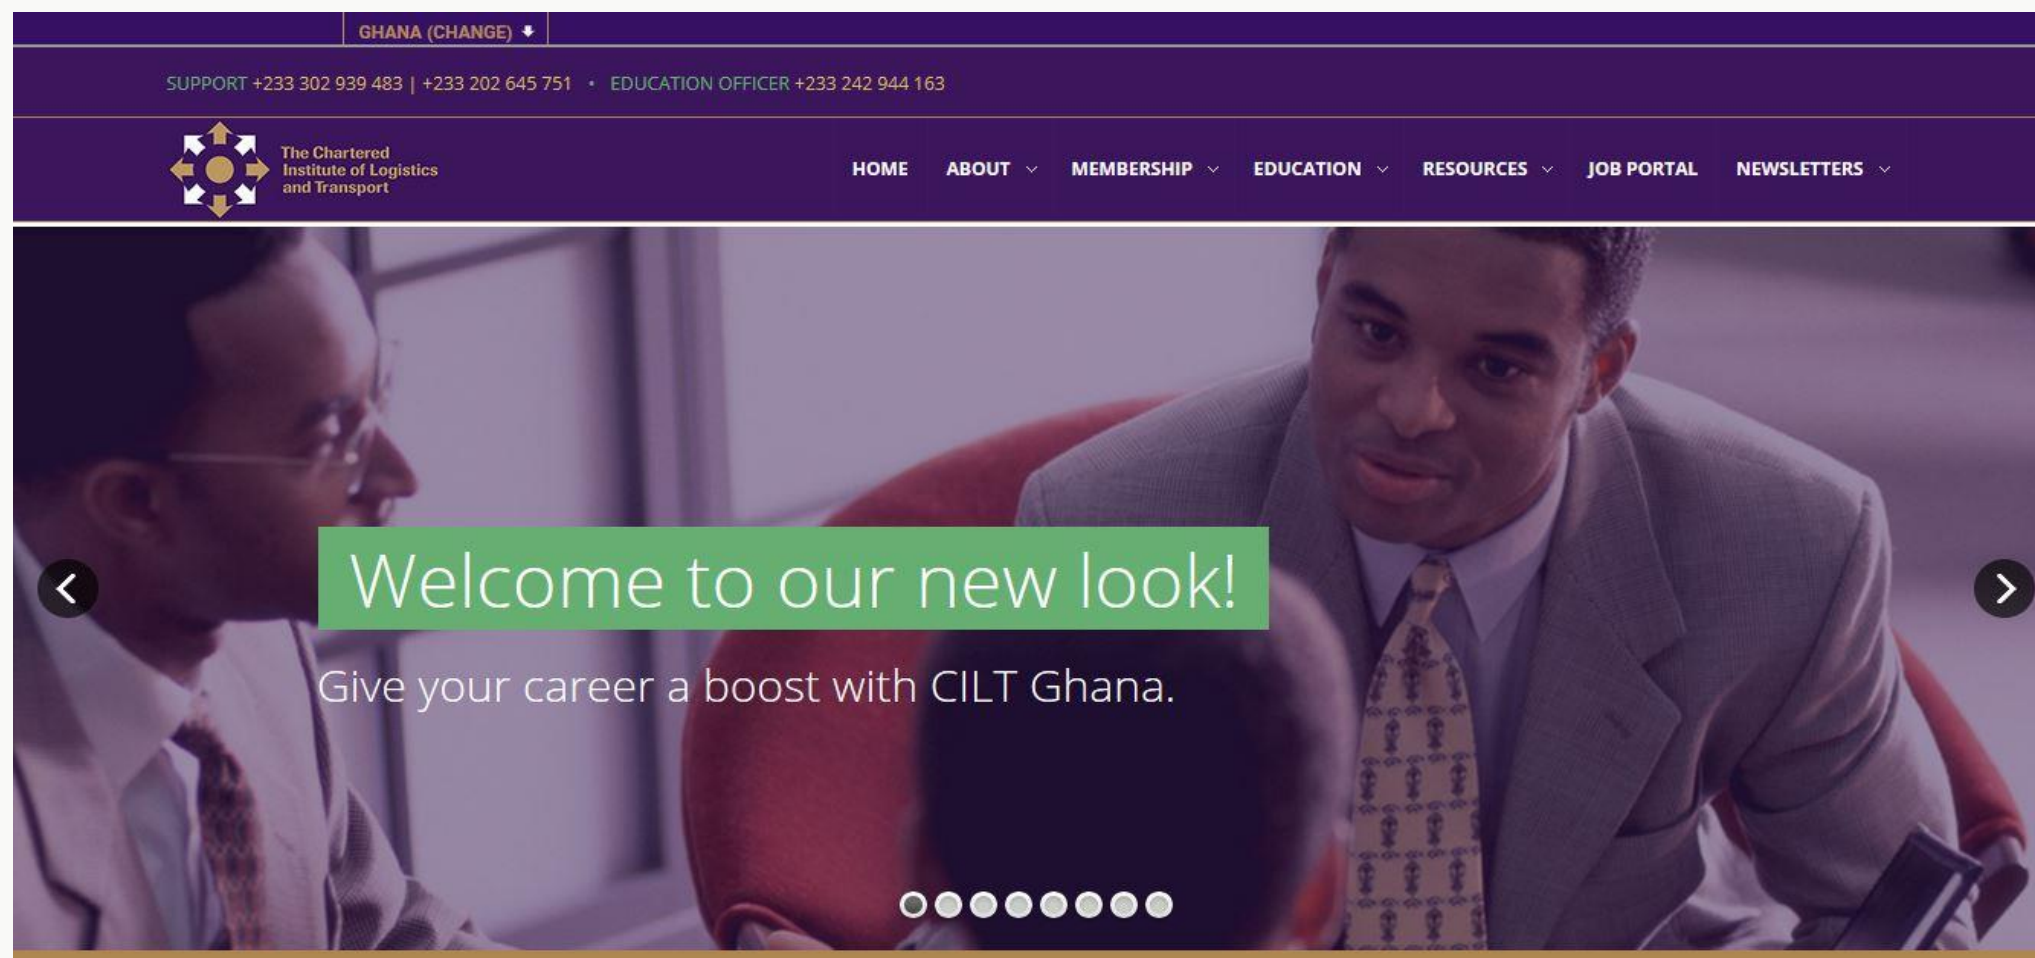 GHANA (CHANGE)
SUPPORT +233 302 939 483 | +233 202 645 751 • EDUCATION OFFICER +233 242 944 163
The Chartered
Institute of Logistics
and Transport
HOME ABOUT MEMBERSHIP EDUCATION RESOURCES JOB PORTAL NEWSLETTERS
Welcome to our new look!
Give your career a boost with CILT Ghana.